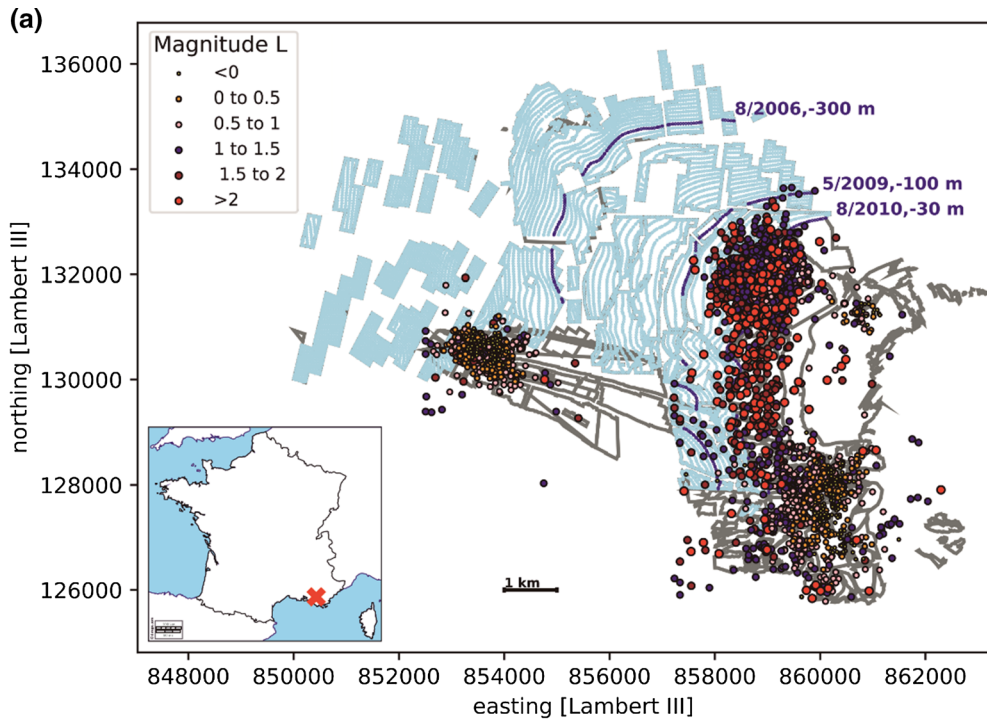 (a)
Magnitude L
<0
0 to 0.5
0.5 to 1
1 to 1.5
1.5 to 2
>2
8/2006,-300 m
5/2009,-100 m
8/2010,-30 m
1 km
136000
134000
132000
130000
128000
126000
northing [Lambert III]
848000 850000 852000 854000 856000 858000 860000 862000
easting [Lambert III]